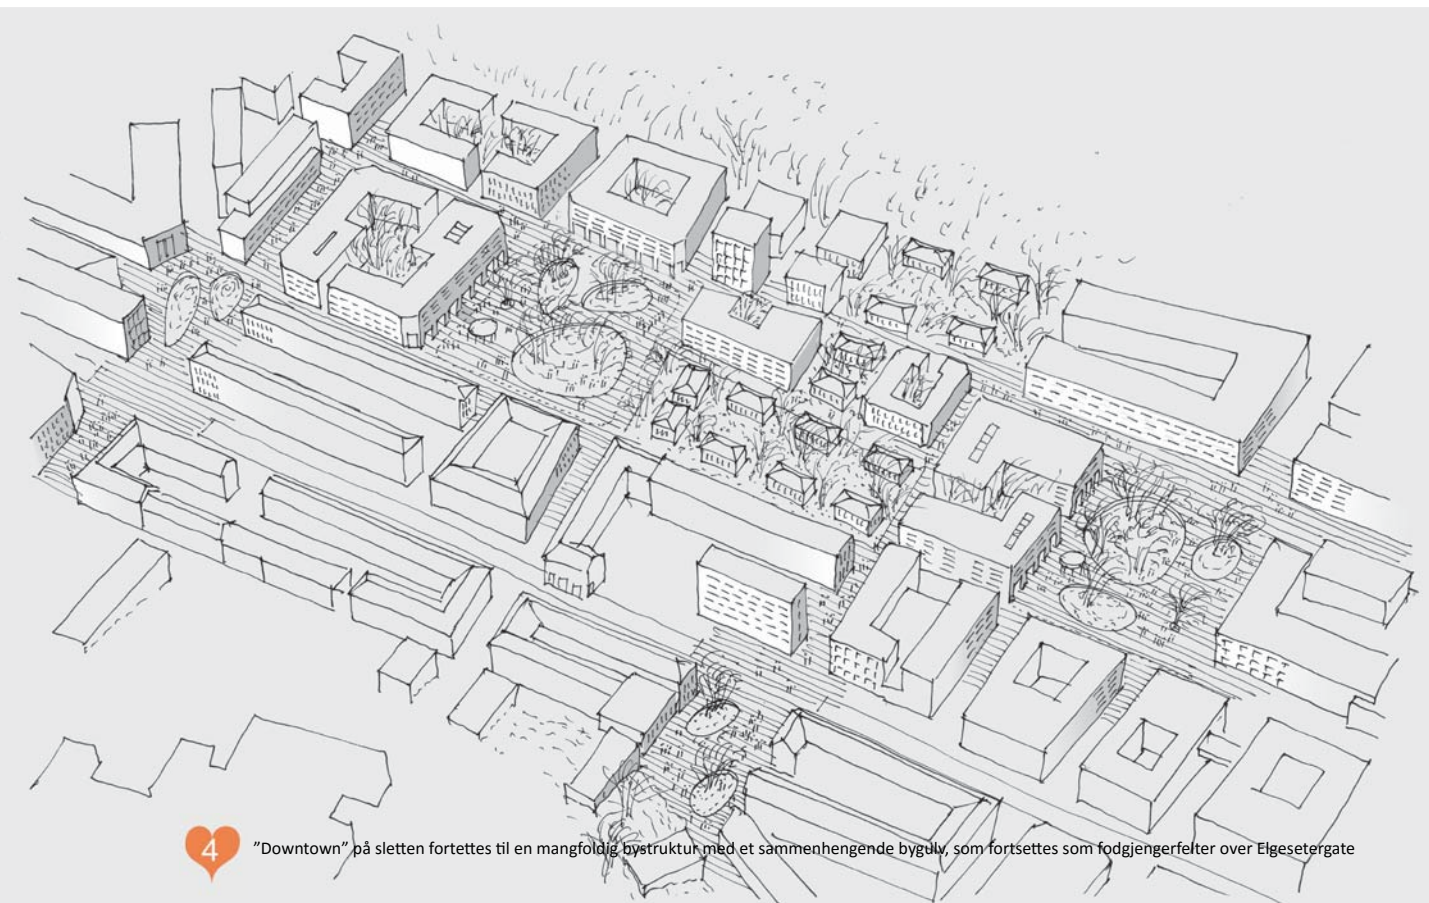 4
”Downtown” på sletten fortettes til en mangfoldig bystruktur med et sammenhengende bygulv, som fortsettes som fodgjengerfelter over Elgesetergate